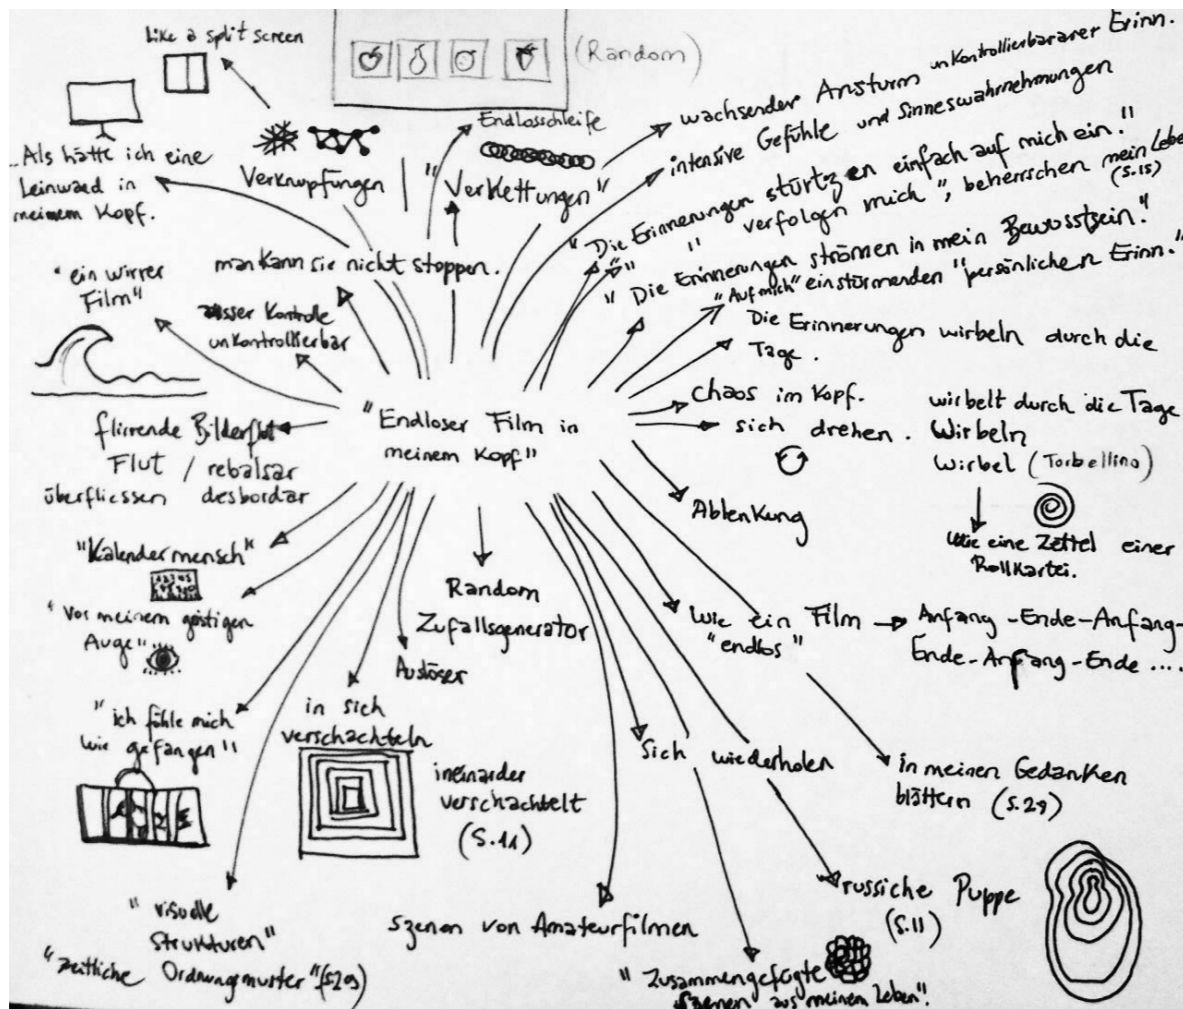 Like a split screen
(Random)
Als hätte ich eine
Leinwand in
meinem Kopf.
Verknüpfungen
Endlosschleife
"Verkettungen"
wachsender Ansturm unkontrollierbararer Erinn.
intensive Gefühle und Sinneswahrnehmungen
"Die Erinnerungen stürtzen einfach auf mich ein."
" " verfolgen mich", beherrschen mein Leben
(S.15)
"Die Erinnerungen strömen in mein Bewusstsein."
"Auf mich" einstürmenden "persönlichen Erinn."
Die Erinnerungen wirbeln durch die
Tage.
man kann sie nicht stoppen.
"ein wirrer
Film"
ausser Kontrolle
unkontrollierbar
Chaos im Kopf.
sich drehen.
wirbelt durch die Tage
Wirbeln
Wirbel (Torbellino)
Wie eine Zettel einer
Rollkartei.
"Endloser Film in
meinem Kopf"
flirrende Bilderflut
Flut / rebalsar
überfliessen desbordar
Ablenkung
"Kalendermensch"
"Vor meinem geistigen
Auge"
Random
Zufallsgenerator
Auslöser
Wie ein Film → Anfang-Ende-Anfang-
"endlos"
Ende-Anfang-Ende ....
"ich fühle mich
wie gefangen"
in sich
verschachteln
ineinander
verschachtelt
(S.11)
Sich wiederholen
in meinen Gedanken
blättern (S.29)
russiche Puppe
(S.11)
"visuelle
Strukturen"
"zeitliche Ordnungsmuster"
Szenen von Amateurfilmen
"Zusammengefügte
Szenen aus meinem Leben".